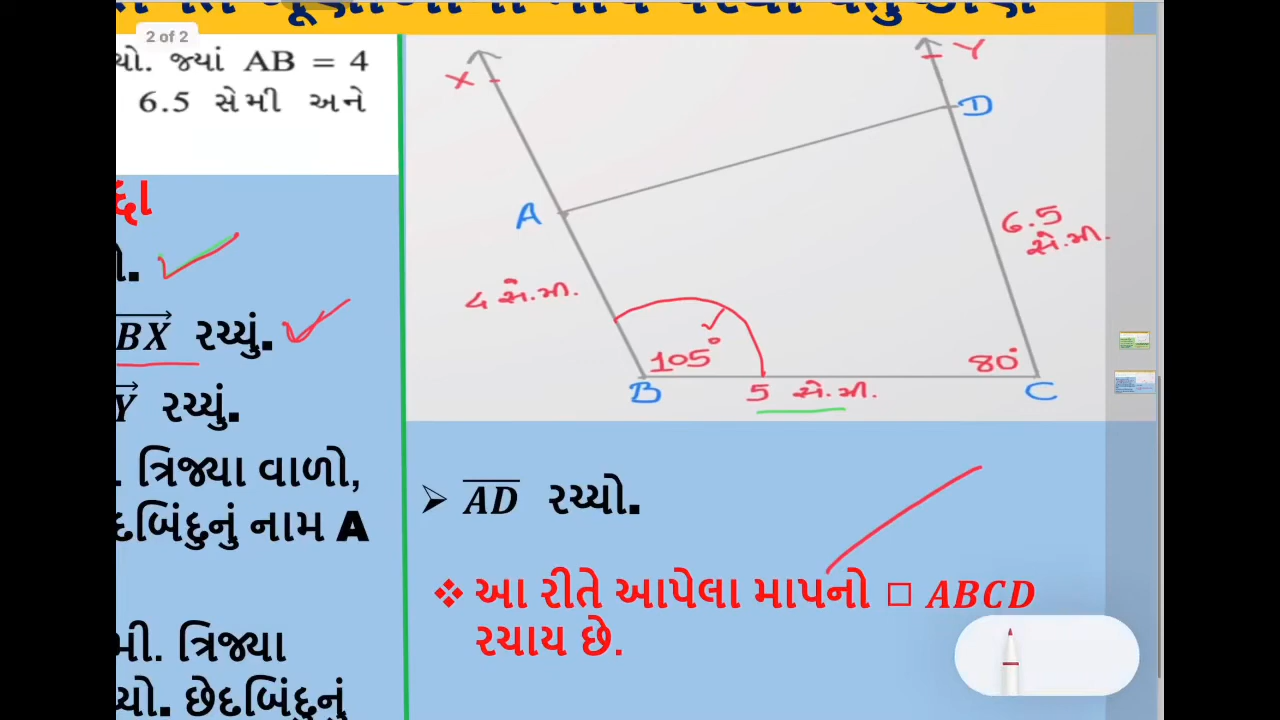 2 of 2
ચ્યો. જ્યાં AB = 4
6.5 સેમી અને
દ્દા
BX રચ્યું.
Y રચ્યું.
. ત્રિજ્યા વાળો,
દબિંદુનું નામ A
મી. ત્રિજ્યા
ચ્યો. છેદબિંદુનું
X
Y
D
A
6.5
સે.મી.
4 સે.મી.
105°
80°
B
5 સે.મી.
C
➢ AD રચ્યો.
❖ આ રીતે આપેલા માપનો □ ABCD
રચાય છે.